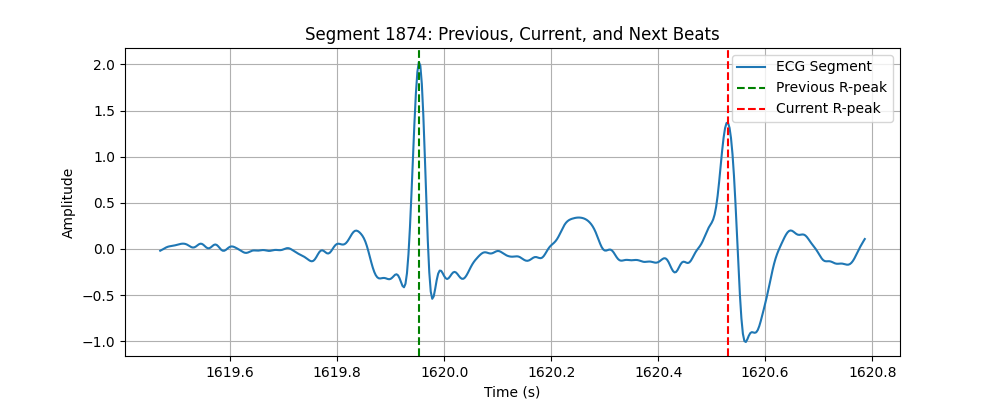 Segment 1874: Previous, Current, and Next Beats
ECG Segment
Previous R-peak
Current R-peak
Amplitude
2.0
1.5
1.0
0.5
0.0
−0.5
−1.0
1619.6 1619.8 1620.0 1620.2 1620.4 1620.6 1620.8
Time (s)